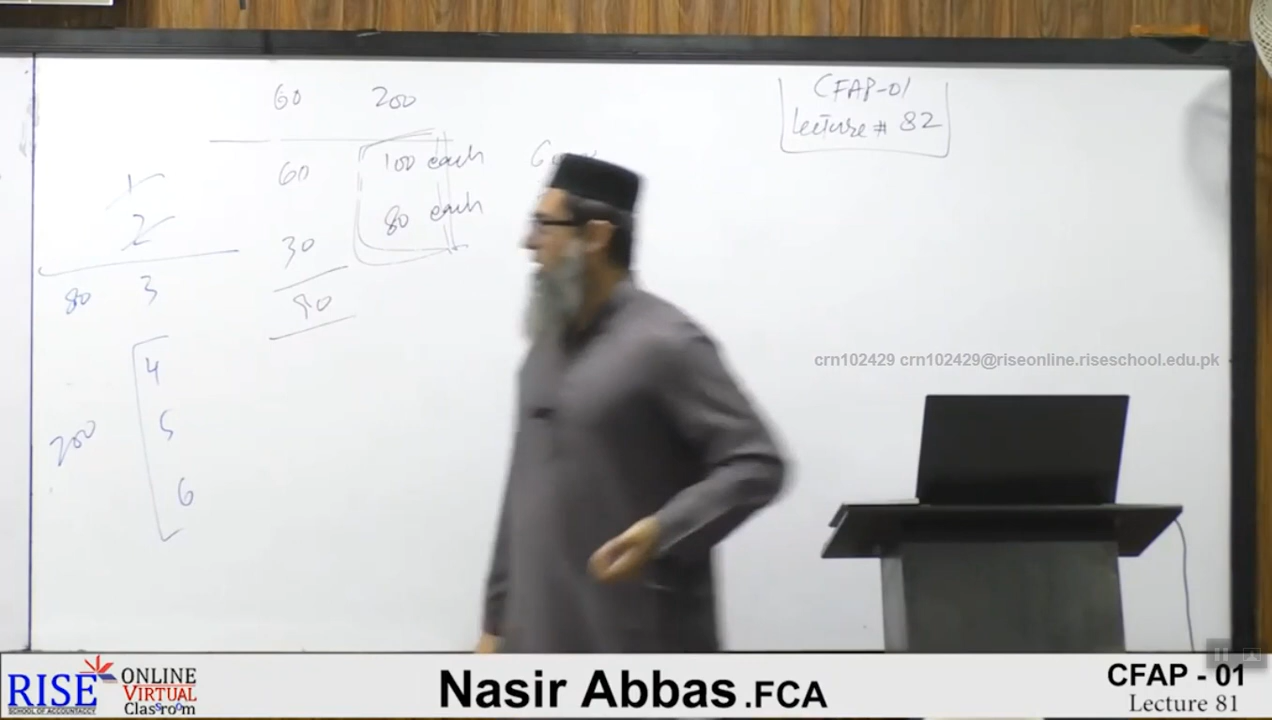 60 200
CFAP-01
Lecture # 82
60 100 each
80 each
30
90
1
2
80 3
4
200 5
6
crn102429 crn102429@riseonline.riseschool.edu.pk
RISE ONLINE VIRTUAL Classroom
SCHOOL OF ACCOUNTANCY
Nasir Abbas .FCA
CFAP - 01
Lecture 81